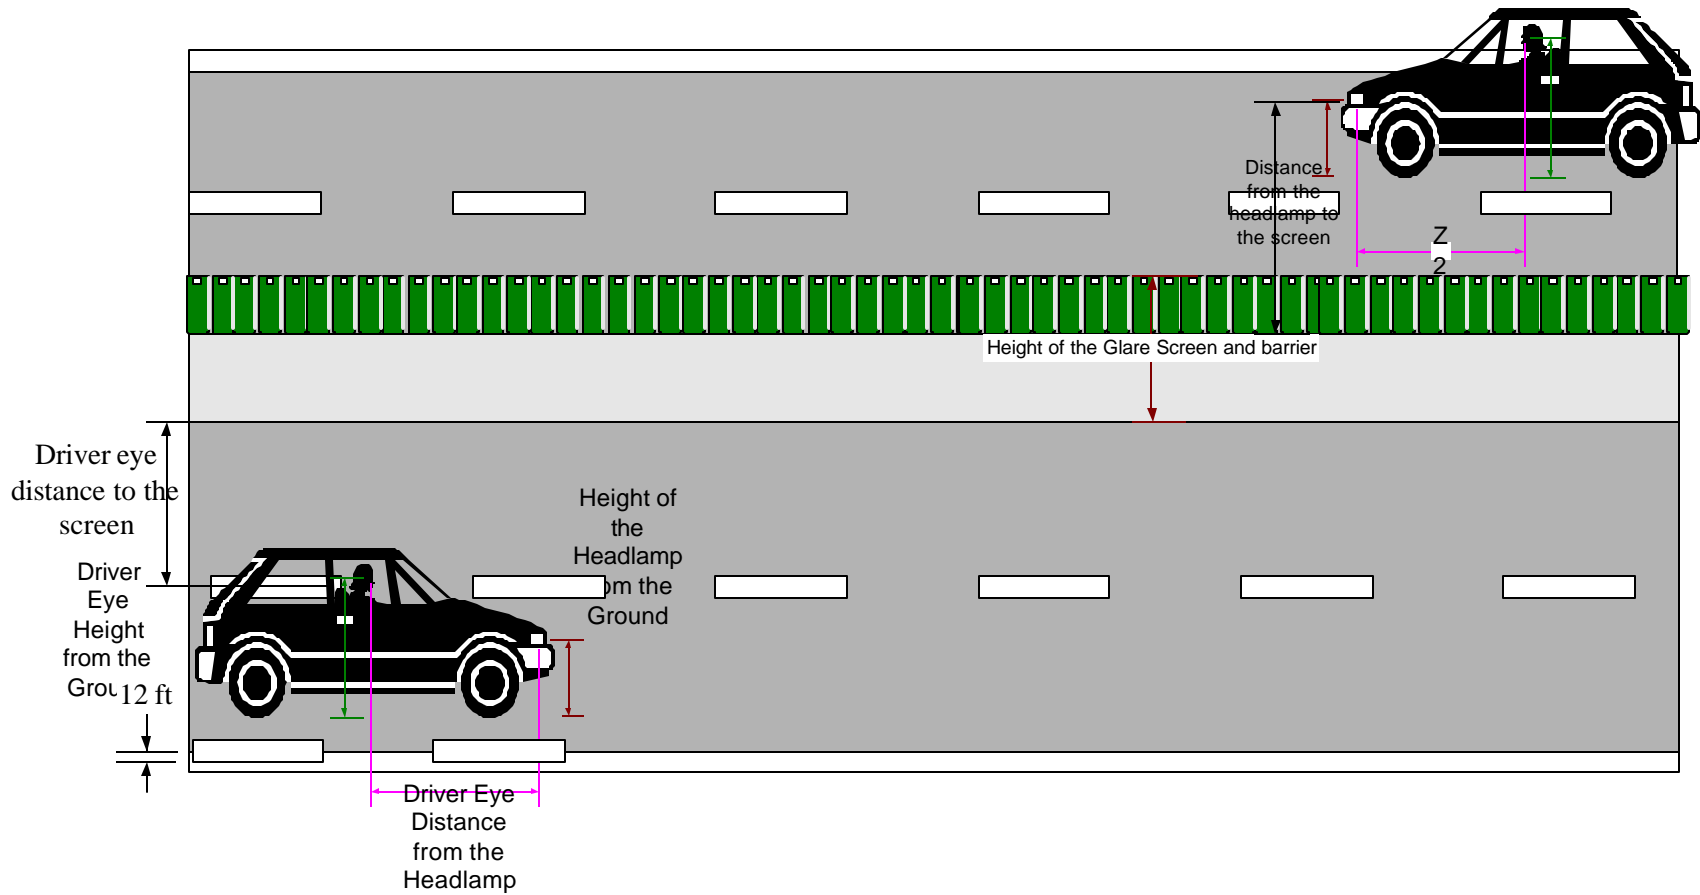 Distance
from the
headlamp to
the screen
Z
2
Height of the Glare Screen and barrier
Driver eye
distance to the
screen
Height of
the
Headlamp
om the
Ground
Driver
Eye
Height
from the
Grou
12 ft
Driver Eye
Distance
from the
Headlamp